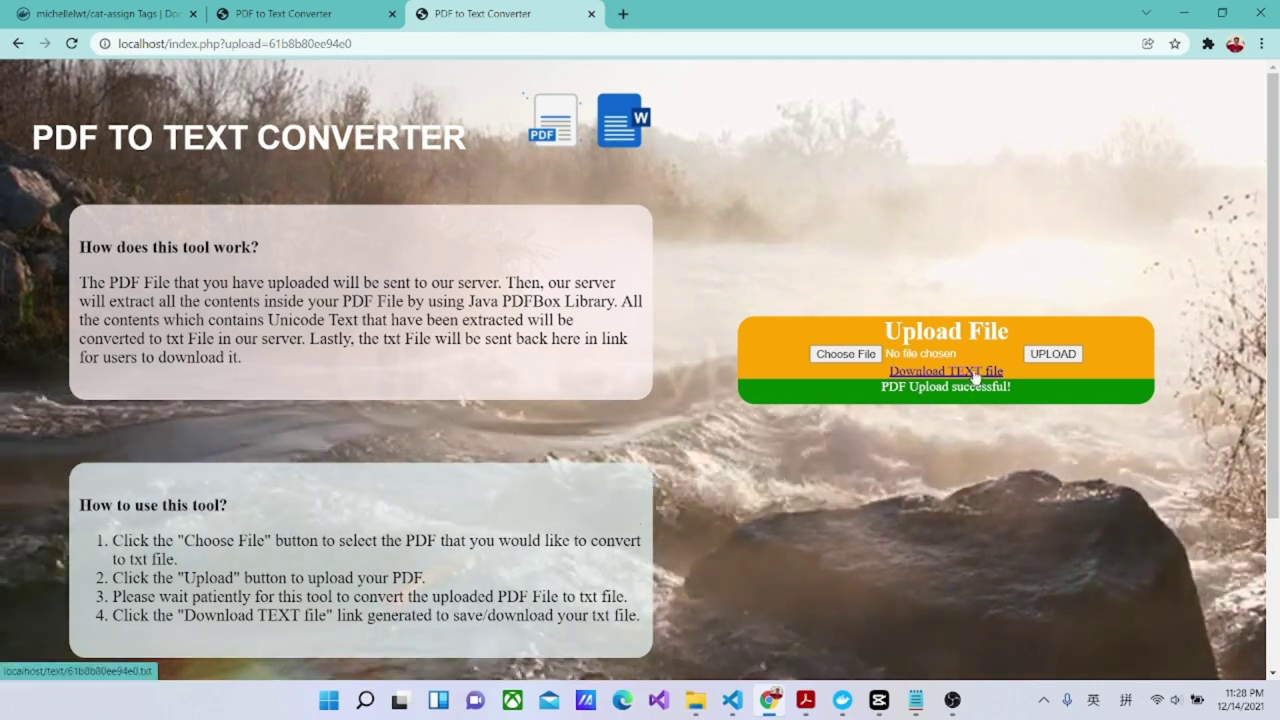 michellelwt/cat-assign Tags | Doc
PDF to Text Converter
PDF to Text Converter
localhost/index.php?upload=61b8b80ee94e0
PDF TO TEXT CONVERTER
PDF
W
How does this tool work?
The PDF File that you have uploaded will be sent to our server. Then, our server
will extract all the contents inside your PDF File by using Java PDFBox Library. All
the contents which contains Unicode Text that have been extracted will be
converted to txt File in our server. Lastly, the txt File will be sent back here in link
for users to download it.
Upload File
Choose File No file chosen UPLOAD
Download TEXT file
PDF Upload successful!
How to use this tool?
1. Click the "Choose File" button to select the PDF that you would like to convert
to txt file.
2. Click the "Upload" button to upload your PDF.
3. Please wait patiently for this tool to convert the uploaded PDF File to txt file.
4. Click the "Download TEXT file" link generated to save/download your txt file.
localhost/text/61b8b80ee94e0.txt
英
拼
11:28 PM
12/14/2021